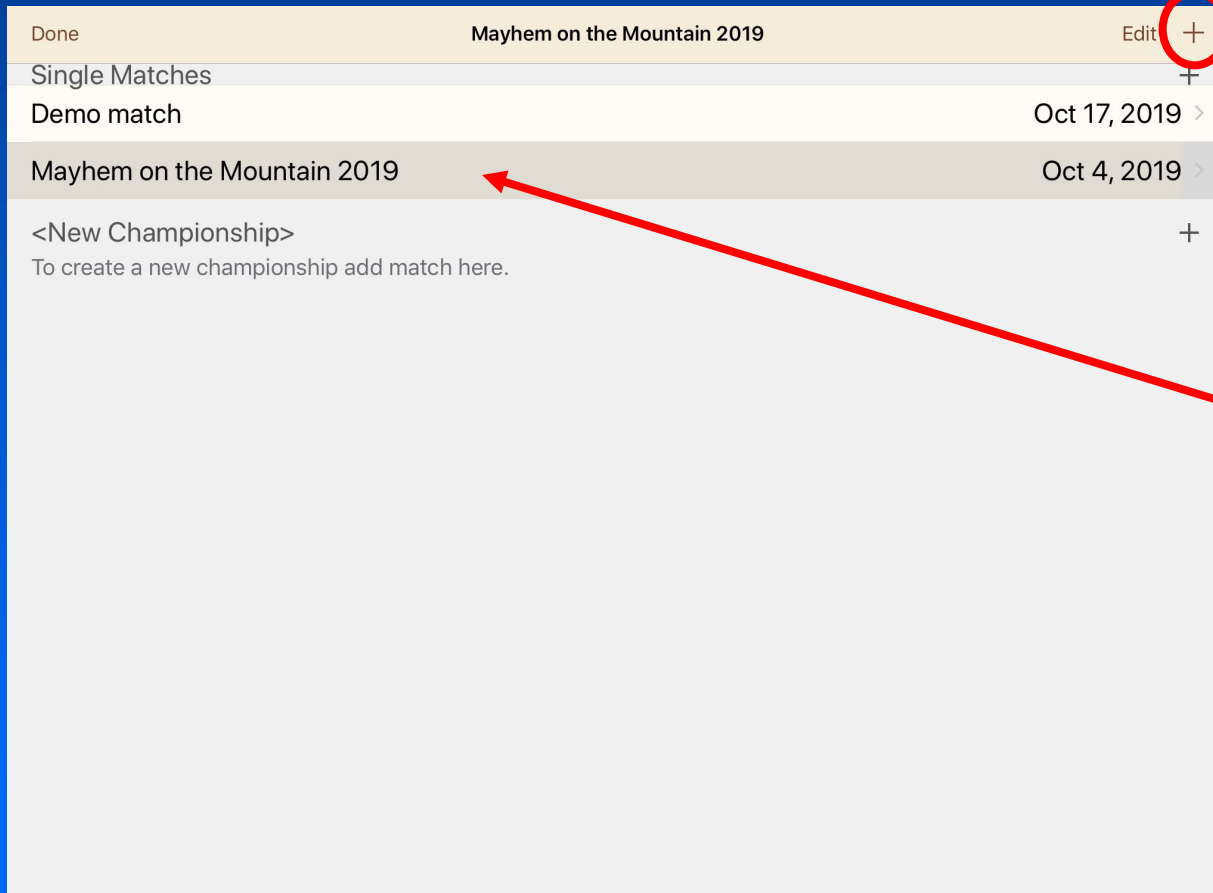 Done Mayhem on the Mountain 2019 Edit +
Single Matches +
Demo match Oct 17, 2019 >
Mayhem on the Mountain 2019 Oct 4, 2019 >
<New Championship> +
To create a new championship add match here.